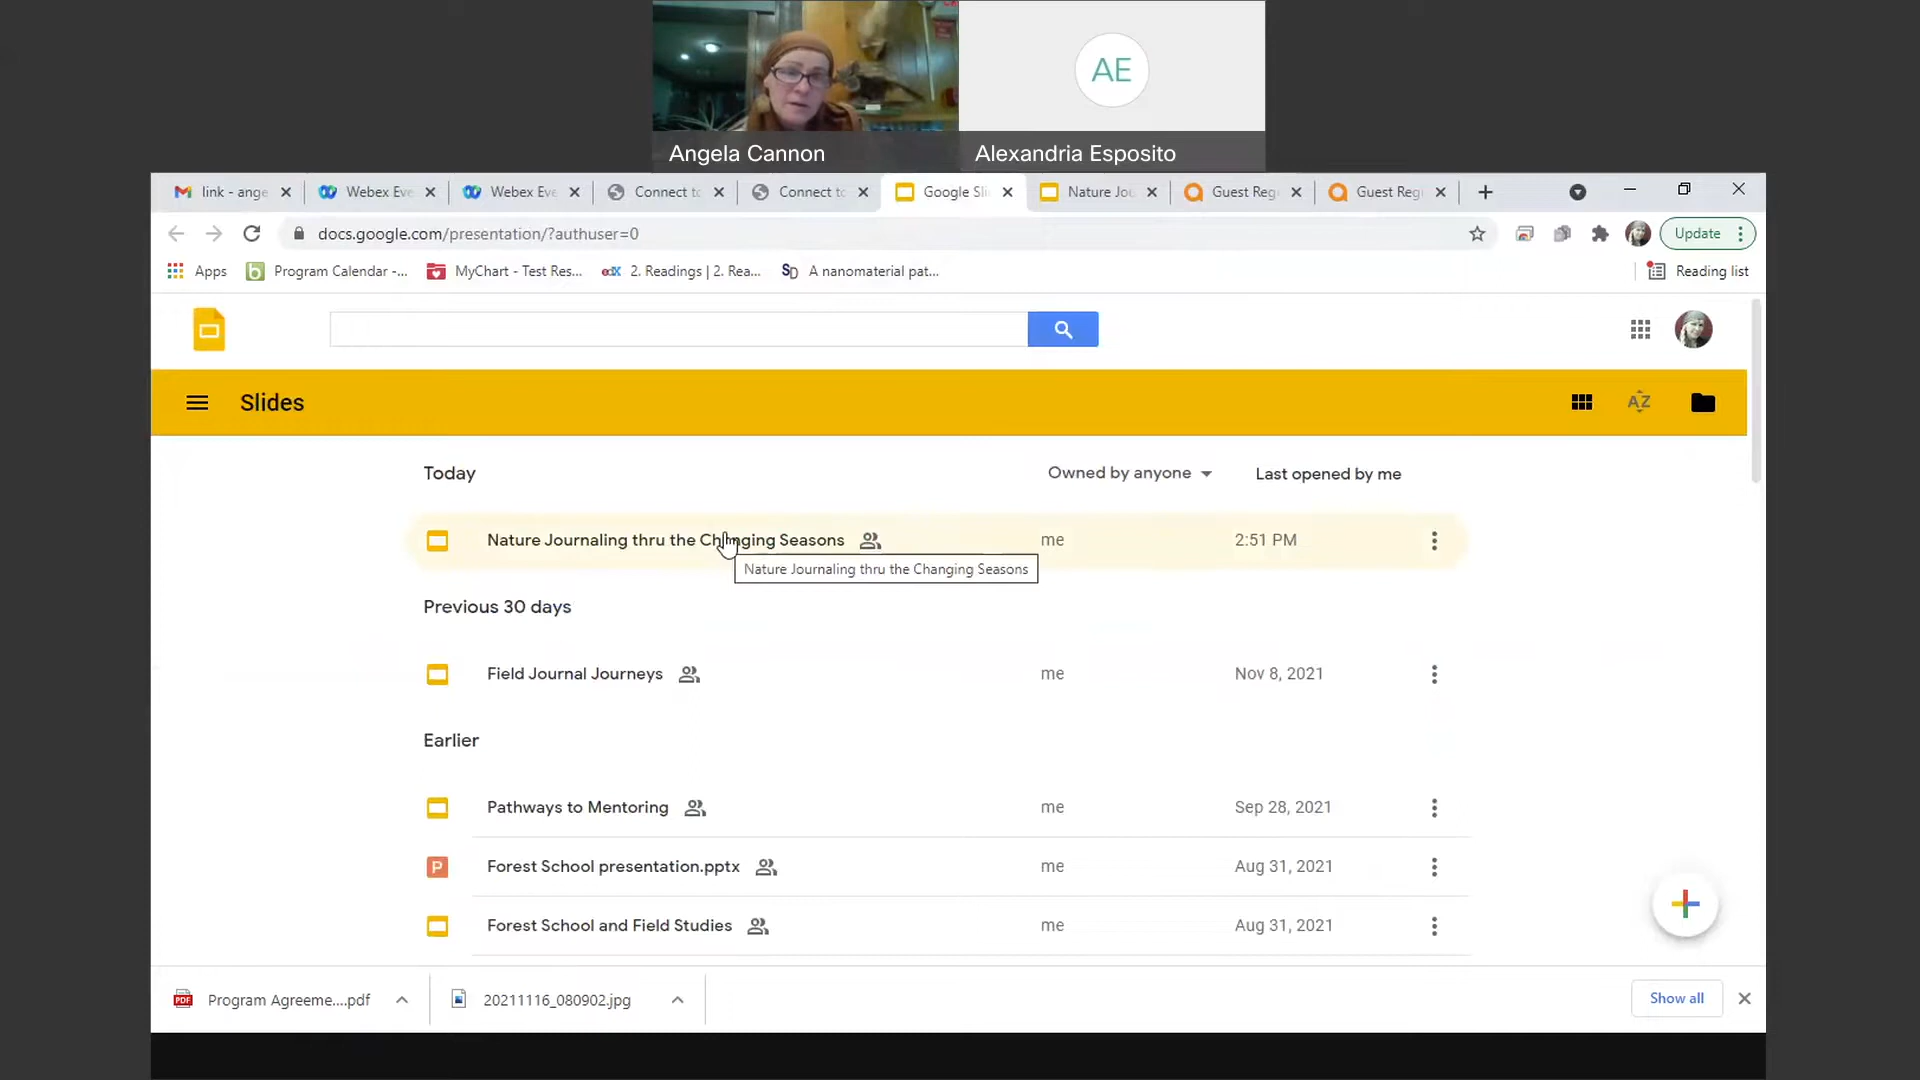 AE
Angela Cannon
Alexandria Esposito
link - ange
Webex Eve
Webex Eve
Connect to
Connect to
Google Sli
Nature Jou
Guest Reg
Guest Reg
docs.google.com/presentation/?authuser=0
Update
Apps
Program Calendar -...
MyChart - Test Res...
edX
2. Readings | 2. Rea...
SD
A nanomaterial pat...
Reading list
Slides
AZ
Today
Owned by anyone
Last opened by me
Nature Journaling thru the Changing Seasons
me
2:51 PM
Nature Journaling thru the Changing Seasons
Previous 30 days
Field Journal Journeys
me
Nov 8, 2021
Earlier
Pathways to Mentoring
me
Sep 28, 2021
P
Forest School presentation.pptx
me
Aug 31, 2021
Forest School and Field Studies
me
Aug 31, 2021
PDF
Program Agreeme....pdf
20211116_080902.jpg
Show all